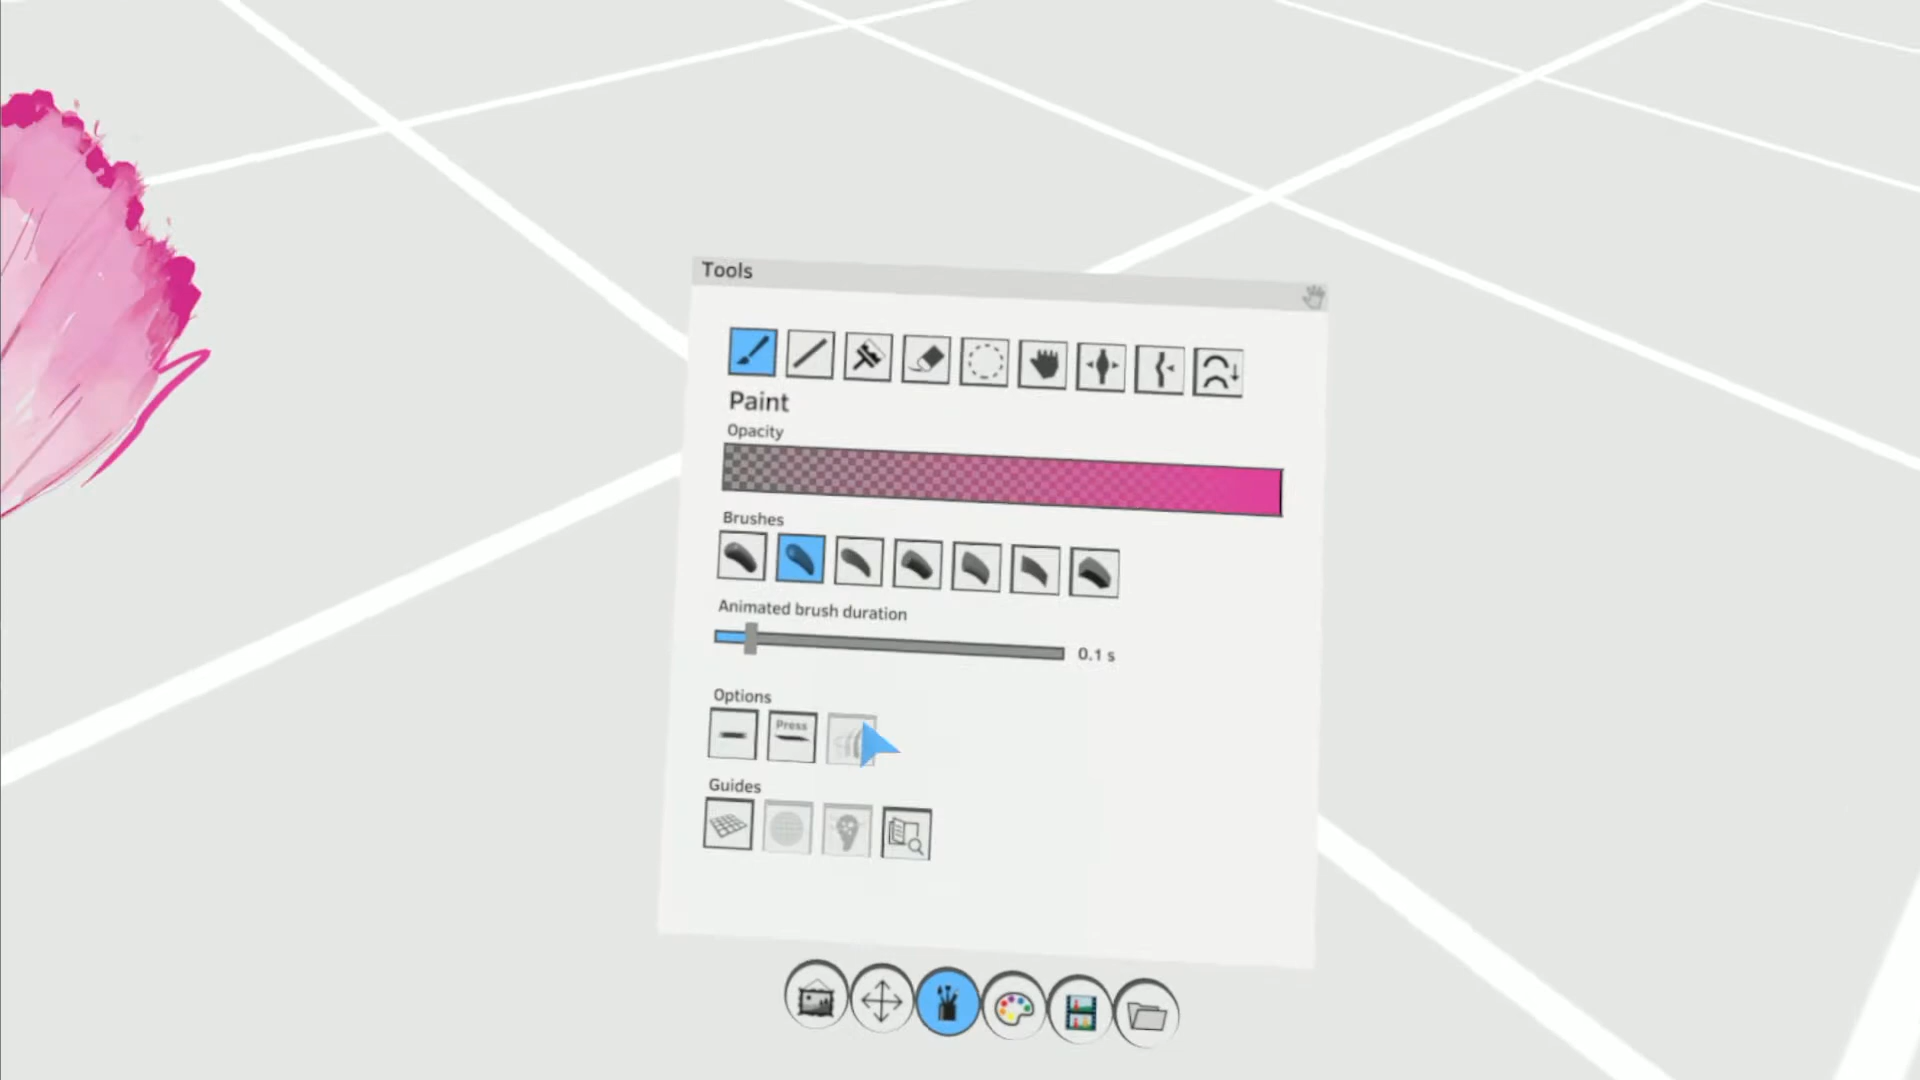 Tools
Paint
Opacity
Brushes
Animated brush duration
0.1 s
Options
Press
Guides